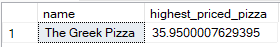 name highest_priced_pizza
1 The Greek Pizza 35.9500007629395